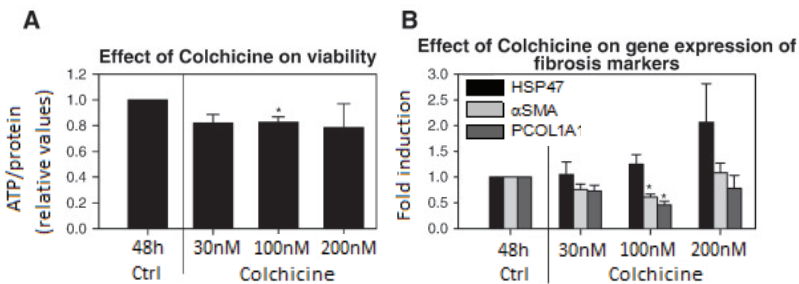 A
Effect of Colchicine on viability
ATP/protein
(relative values)
1.2
1.0
0.8
0.6
0.4
0.2
0.0
*
48h
30nM
100nM
200nM
Ctrl
Colchicine
B
Effect of Colchicine on gene expression of
fibrosis markers
Fold induction
3.0
2.5
2.0
1.5
1.0
0.5
0.0
HSP47
αSMA
PCOL1A1
*
*
48h
30nM
100nM
200nM
Ctrl
Colchicine